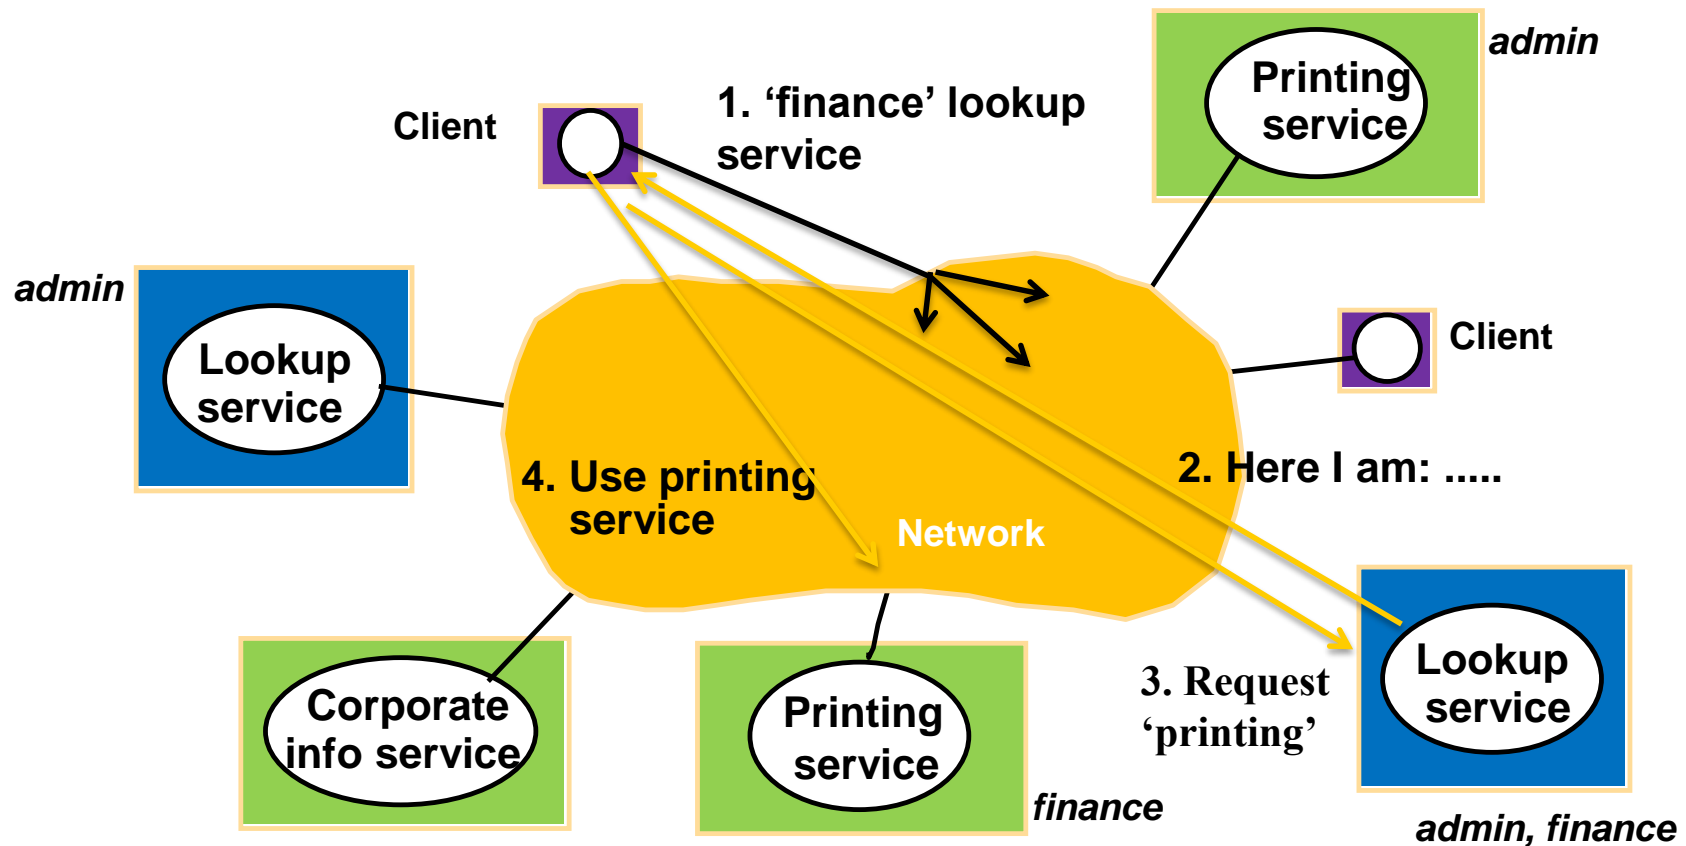 admin
Printing
service
1. ‘finance’ lookup
service
Client
admin
Lookup
service
Client
4. Use printing
service
2. Here I am: .....
Network
Corporate
info service
Printing
service
finance
3. Request
‘printing’
Lookup
service
admin, finance